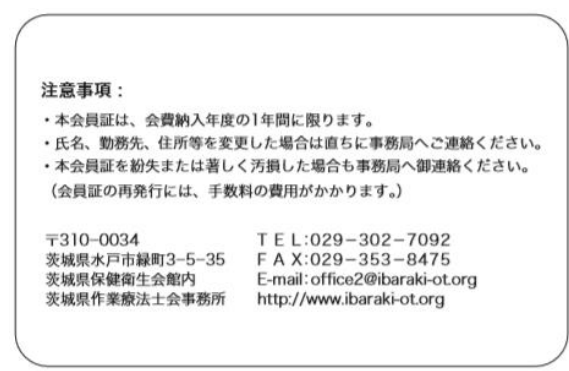 注意事項：
・本会員証は、会費納入年度の1年間に限ります。
・氏名、勤務先、住所等を変更した場合は直ちに事務局へご連絡ください。
・本会員証を紛失または著しく汚損した場合も事務局へ御連絡ください。
（会員証の再発行には、手数料の費用がかかります。）
〒310-0034
茨城県水戸市緑町3-5-35
茨城県保健衛生会館内
茨城県作業療法士会事務所
ＴＥＬ:029－302－7092
ＦＡＸ:029－353－8475
E-mail:office2@ibaraki-ot.org
http://www.ibaraki-ot.org